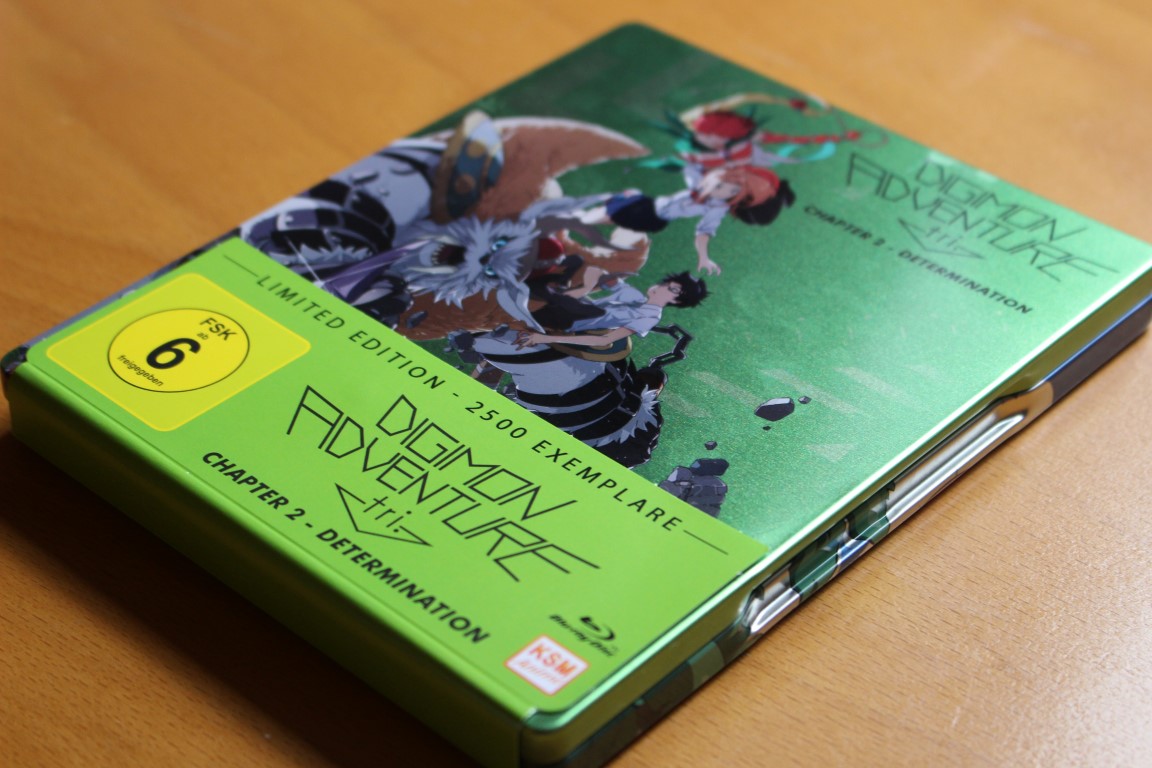 DIGIMON
ADVENTURE
tri.
CHAPTER 2 - DETERMINATION
LIMITED EDITION - 2500 EXEMPLARE
FSK
ab
6
freigegeben
DIGIMON
ADVENTURE
tri.
CHAPTER 2 - DETERMINATION
Blu-ray Disc
KSM
anime